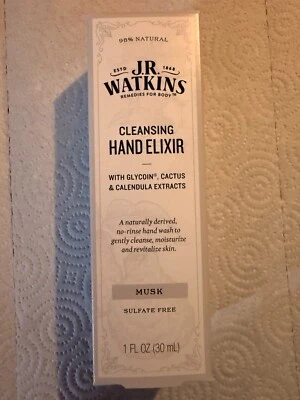 98% NATURAL
ESTD 1868
J.R.
WATKINS
REMEDIES FOR BODY™
CLEANSING
HAND ELIXIR
WITH GLYCOIN®, CACTUS
& CALENDULA EXTRACTS
A naturally derived,
no-rinse hand wash to
gently cleanse, moisturize
and revitalize skin.
MUSK
SULFATE FREE
1 FL OZ (30 mL)